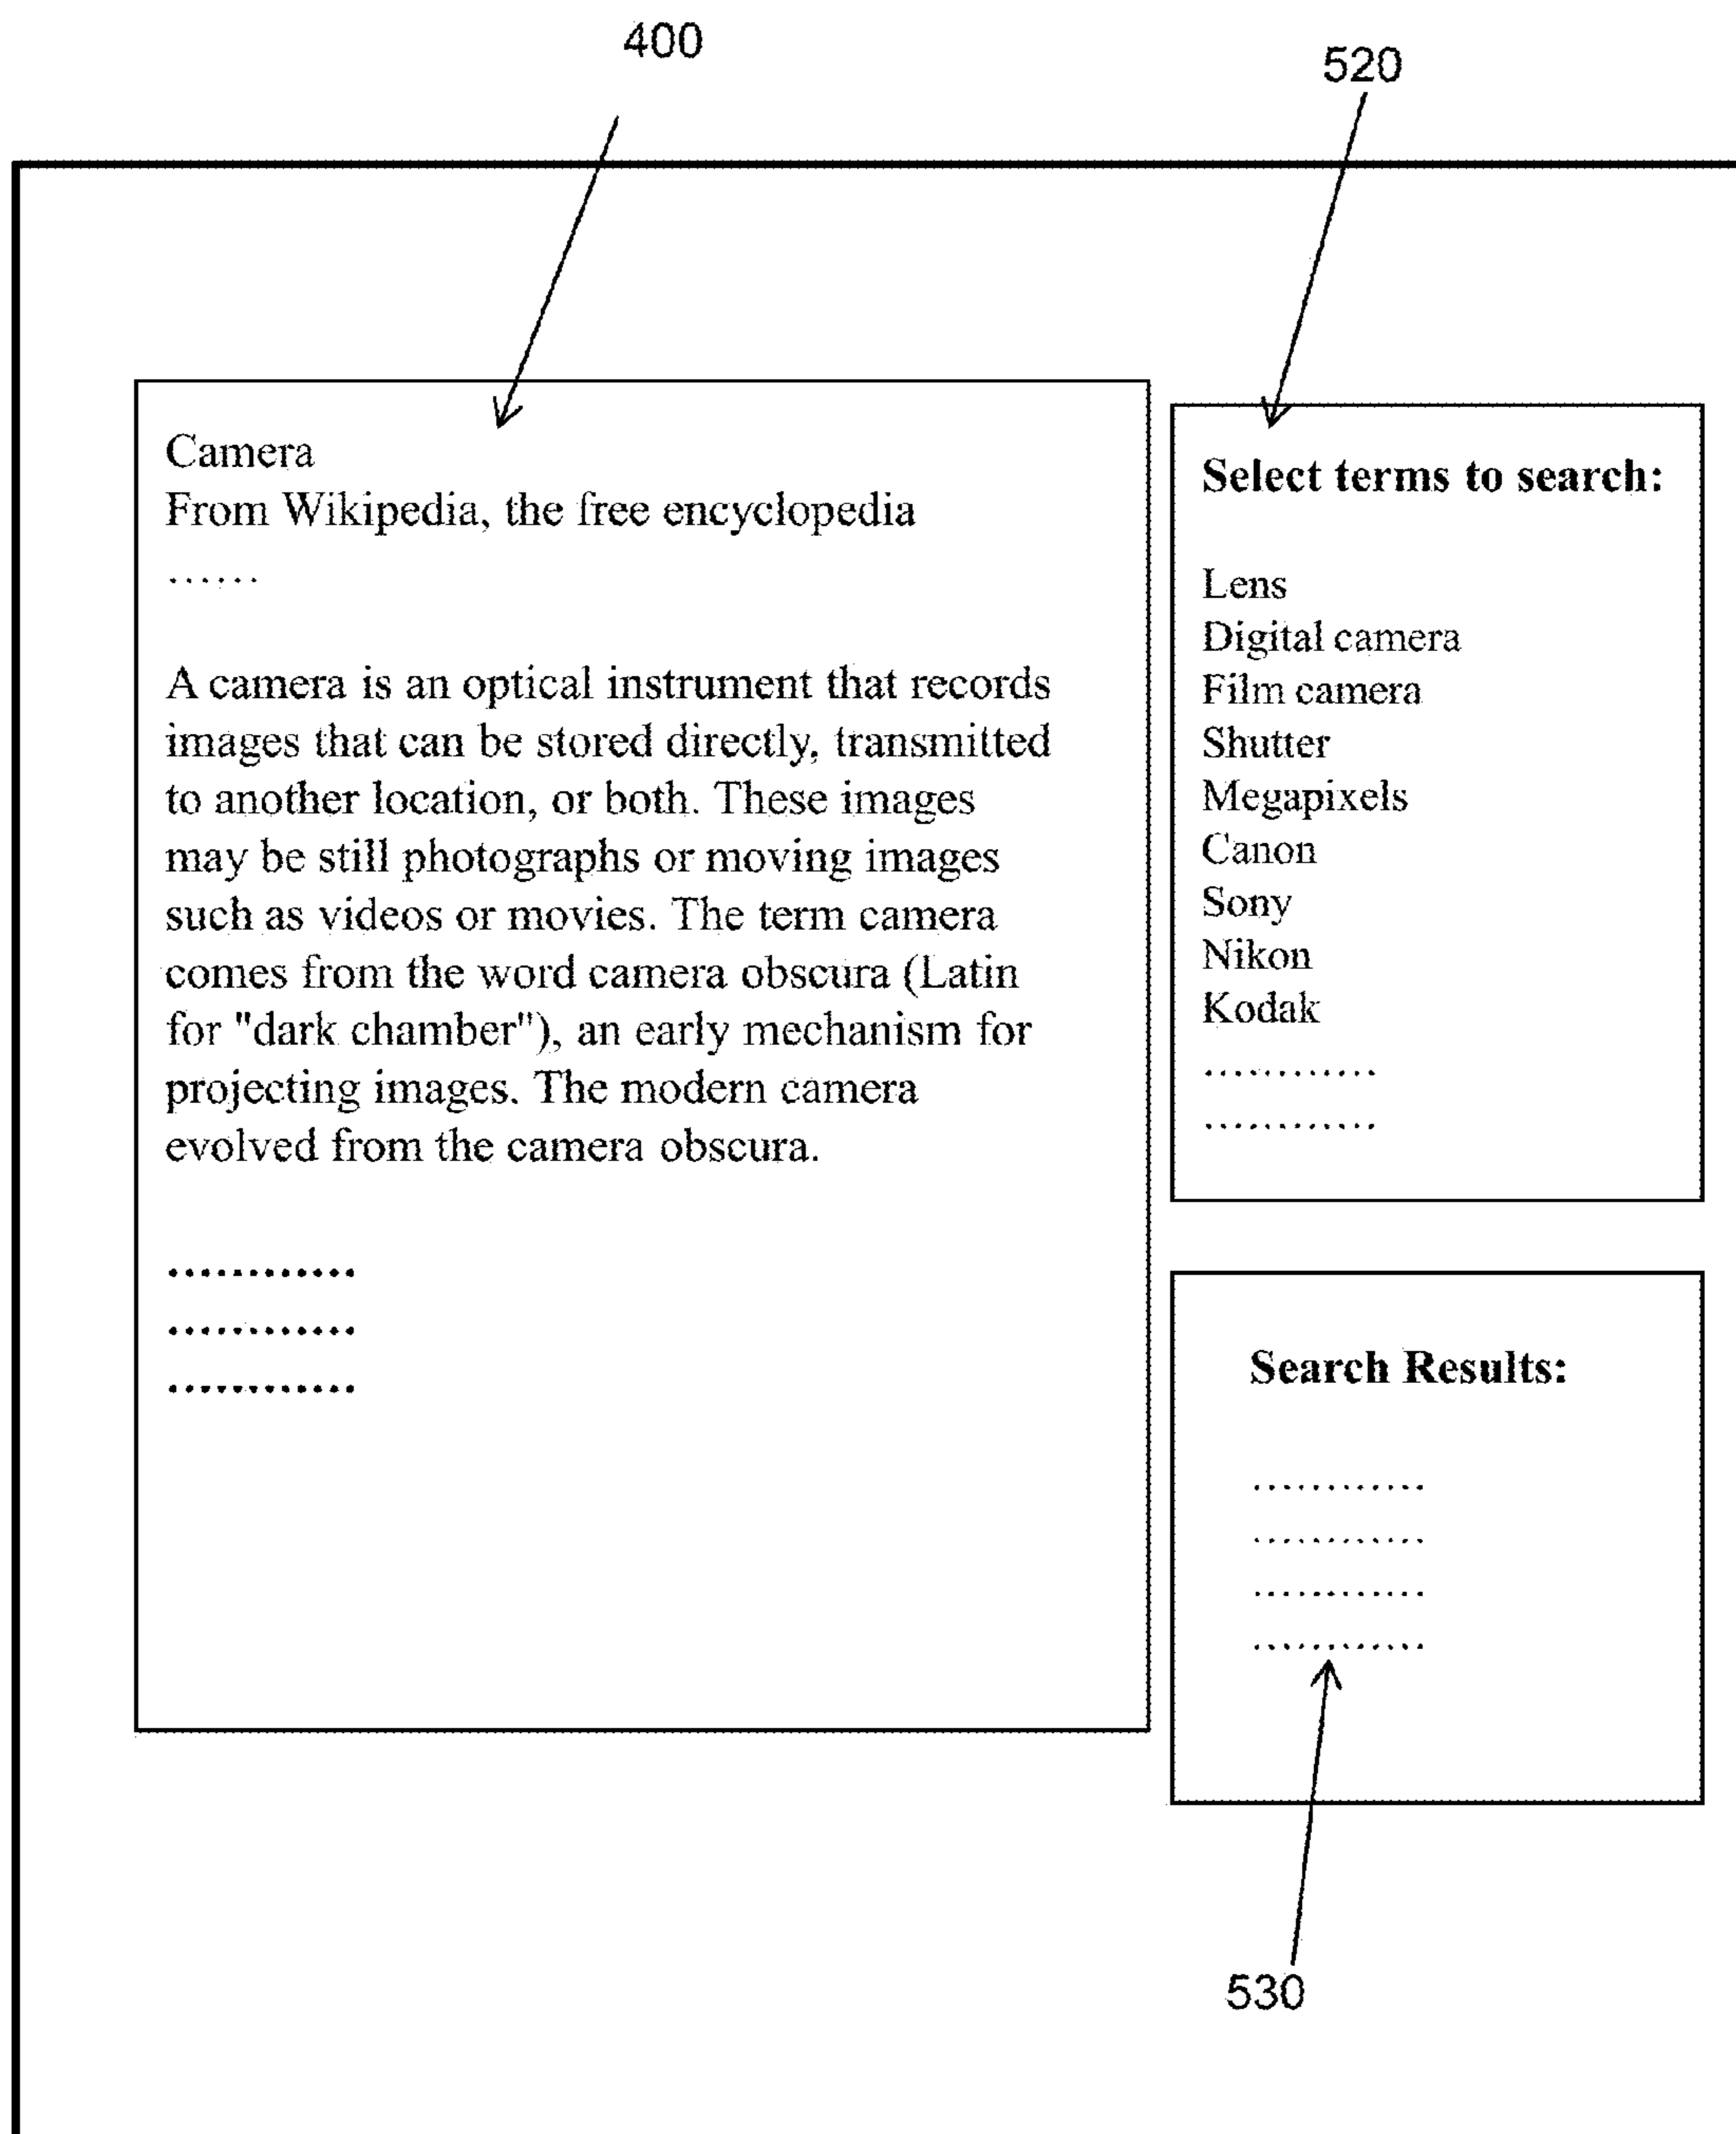 400
520
Camera
From Wikipedia, the free encyclopedia
......
A camera is an optical instrument that records
images that can be stored directly, transmitted
to another location, or both. These images
may be still photographs or moving images
such as videos or movies. The term camera
comes from the word camera obscura (Latin
for "dark chamber"), an early mechanism for
projecting images. The modern camera
evolved from the camera obscura.
............
............
............
Select terms to search:
Lens
Digital camera
Film camera
Shutter
Megapixels
Canon
Sony
Nikon
Kodak
............
............
Search Results:
............
............
............
............
530